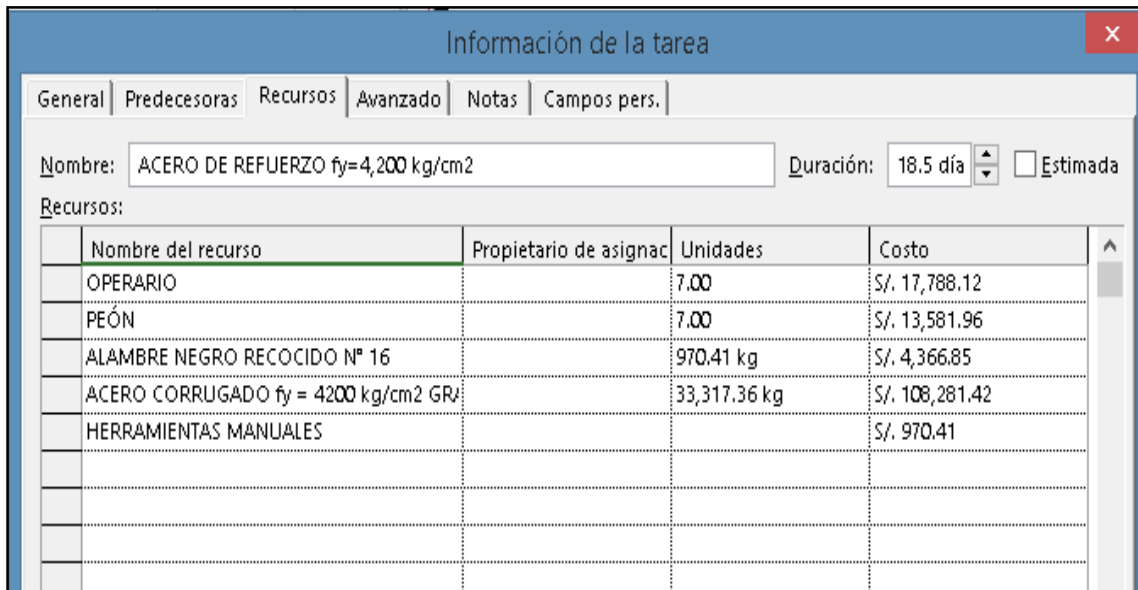 Información de la tarea
General Predecesoras Recursos Avanzado Notas Campos pers.
Nombre: ACERO DE REFUERZO fy=4,200 kg/cm2 Duración: 18.5 día Estimada
Recursos:
Nombre del recurso Propietario de asignac Unidades Costo
OPERARIO 7.00 S/. 17,788.12
PEÓN 7.00 S/. 13,581.96
ALAMBRE NEGRO RECOCIDO N° 16 970.41 kg S/. 4,366.85
ACERO CORRUGADO fy = 4200 kg/cm2 GRA 33,317.36 kg S/. 108,281.42
HERRAMIENTAS MANUALES S/. 970.41